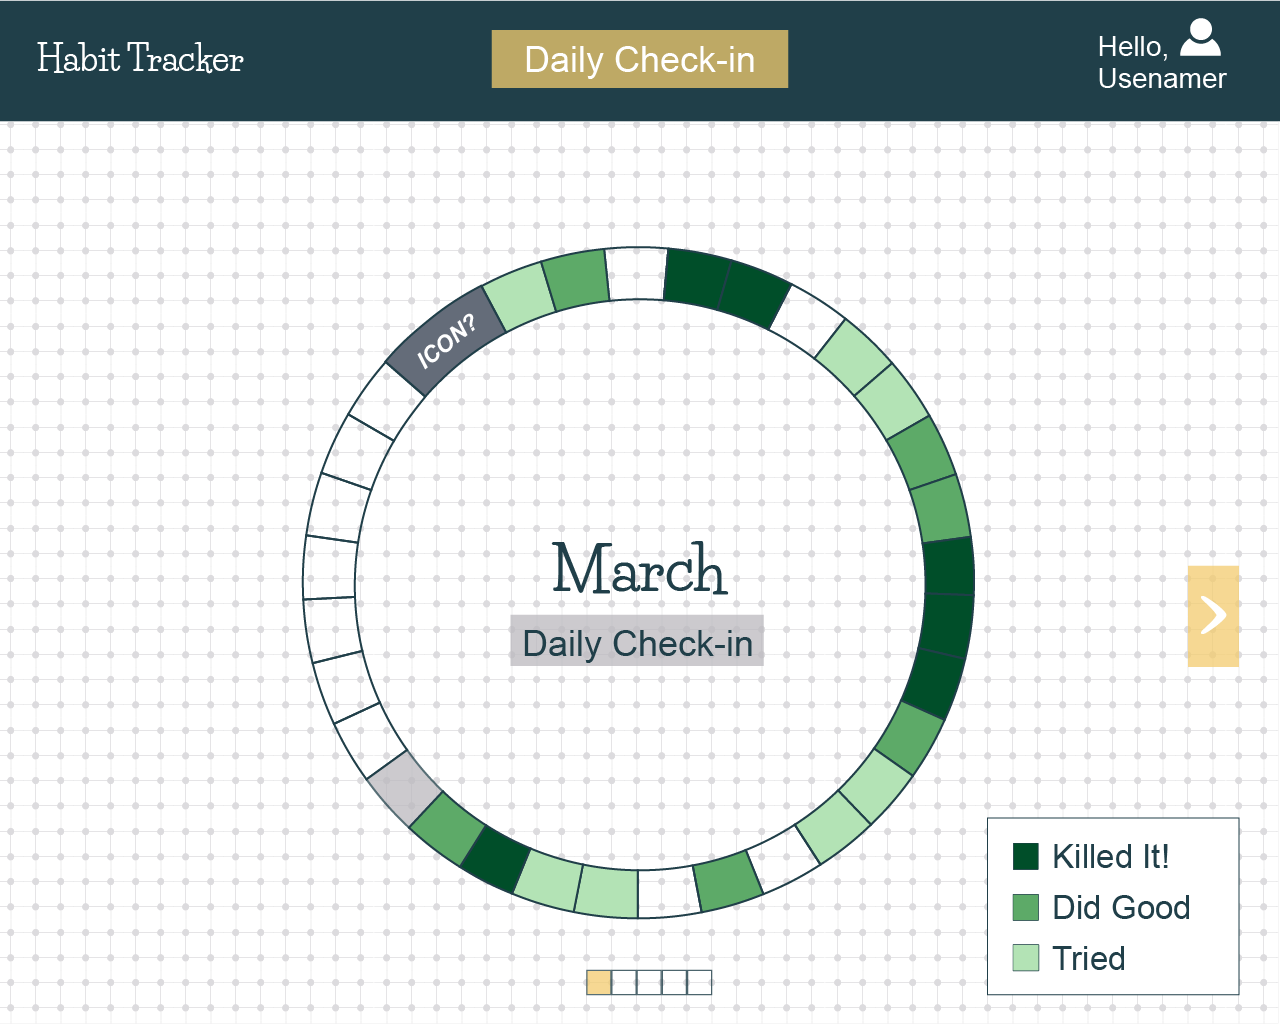 Habit Tracker
Daily Check-in
Hello,
Usenamer
ICON?
March
Daily Check-in
Killed It!
Did Good
Tried